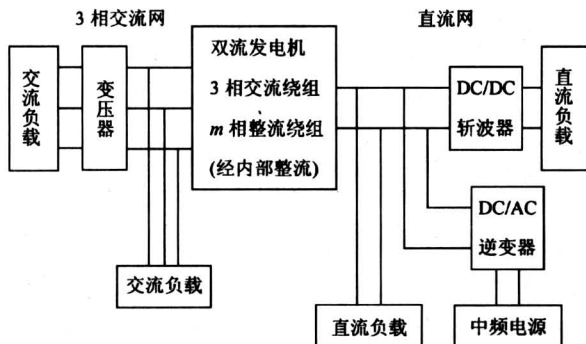 3 相交流网
直流网
交流负载
变压器
双流发电机
3 相交流绕组
m 相整流绕组
(经内部整流)
DC/DC
斩波器
直流负载
DC/AC
逆变器
交流负载
直流负载
中频电源